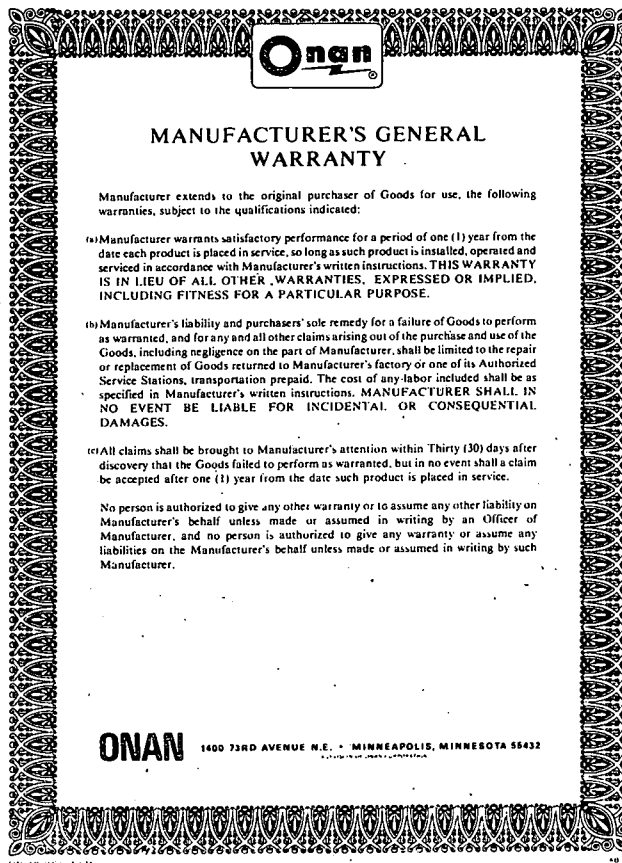 Onan
®
MANUFACTURER'S GENERAL
WARRANTY
Manufacturer extends to the original purchaser of Goods for use, the following
warranties, subject to the qualifications indicated:
(a) Manufacturer warrants satisfactory performance for a period of one (1) year from the
date each product is placed in service, so long as such product is installed, operated and
serviced in accordance with Manufacturer's written instructions. THIS WARRANTY
IS IN LIEU OF ALL OTHER WARRANTIES, EXPRESSED OR IMPLIED,
INCLUDING FITNESS FOR A PARTICULAR PURPOSE.
(b) Manufacturer's liability and purchasers' sole remedy for a failure of Goods to perform
as warranted, and for any and all other claims arising out of the purchase and use of the
Goods, including negligence on the part of Manufacturer, shall be limited to the repair
or replacement of Goods returned to Manufacturer's factory or one of its Authorized
Service Stations, transportation prepaid. The cost of any labor included shall be as
specified in Manufacturer's written instructions. MANUFACTURER SHALL IN
NO EVENT BE LIABLE FOR INCIDENTAL OR CONSEQUENTIAL
DAMAGES.
(c) All claims shall be brought to Manufacturer's attention within Thirty (30) days after
discovery that the Goods failed to perform as warranted, but in no event shall a claim
be accepted after one (1) year from the date such product is placed in service.
No person is authorized to give any other warranty or to assume any other liability on
Manufacturer's behalf unless made or assumed in writing by an Officer of
Manufacturer, and no person is authorized to give any warranty or assume any
liabilities on the Manufacturer's behalf unless made or assumed in writing by such
Manufacturer.
ONAN 1400 73RD AVENUE N.E. • MINNEAPOLIS, MINNESOTA 55432